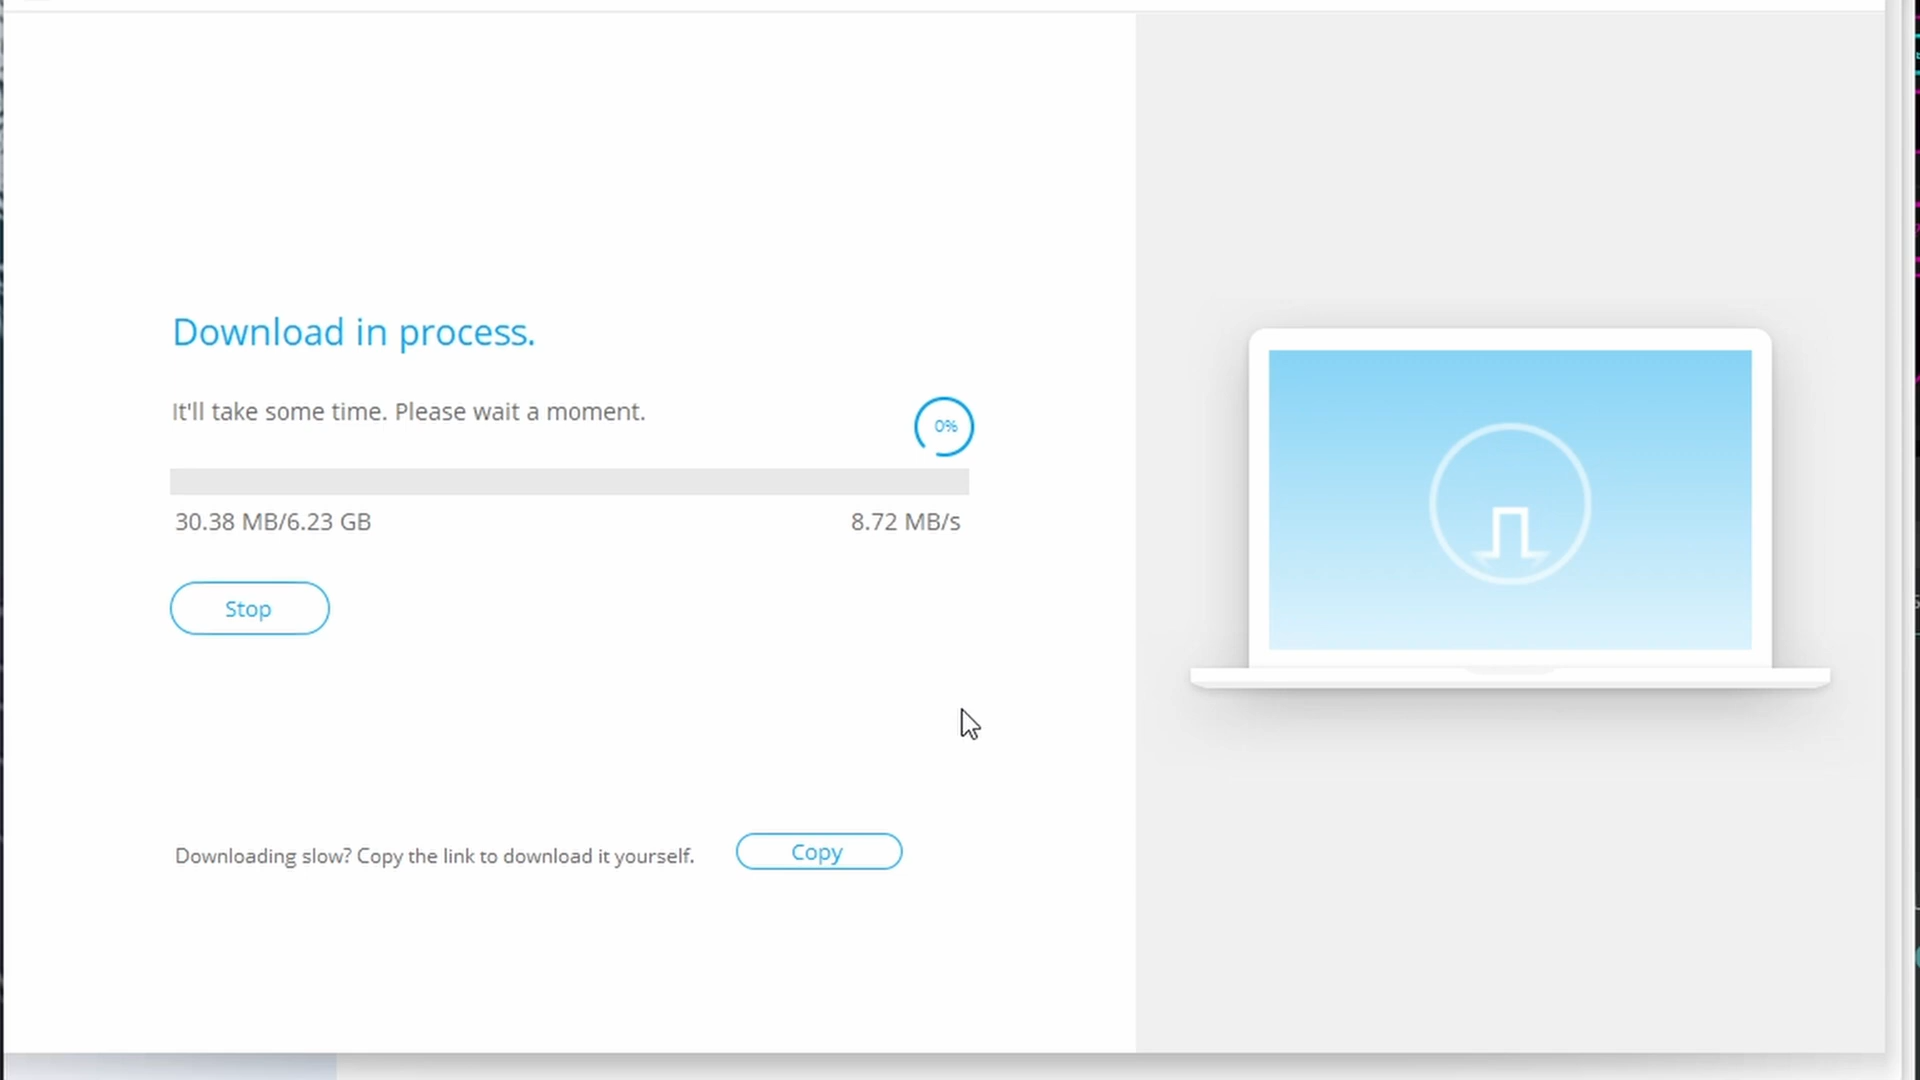 Download in process.
It'll take some time. Please wait a moment.
0%
30.38 MB/6.23 GB
8.72 MB/s
Stop
Downloading slow? Copy the link to download it yourself.
Copy